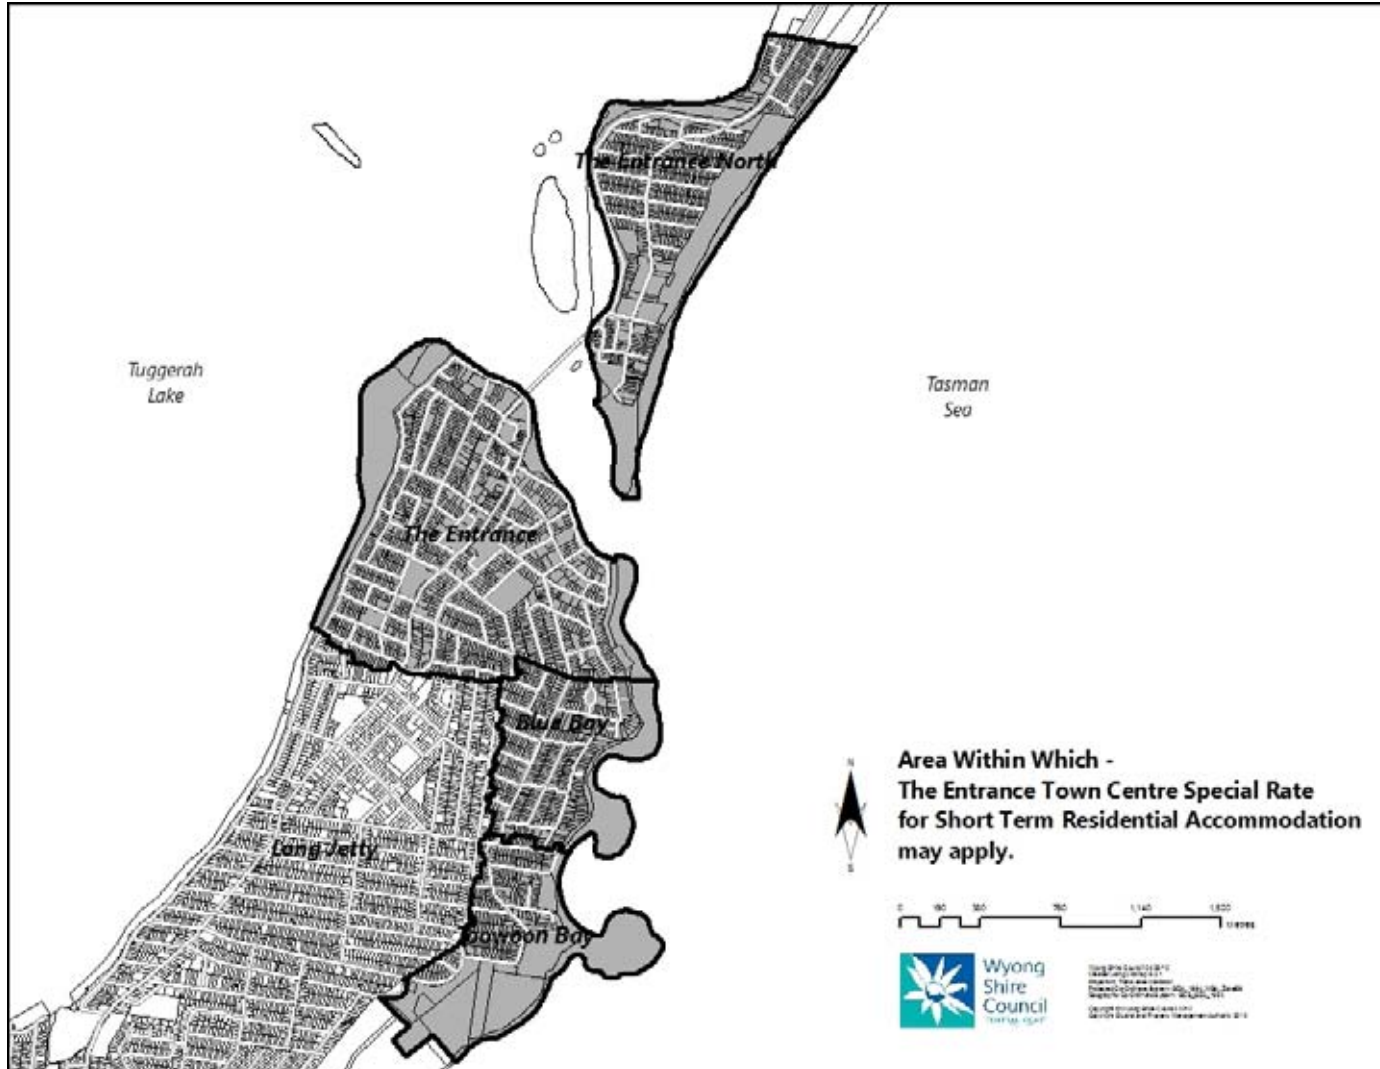 The Entrance North
Tuggerah
Lake
Tasman
Sea
The Entrance
Blue Bay
Long Jetty
Toowoon Bay
Area Within Which -
The Entrance Town Centre Special Rate
for Short Term Residential Accommodation
may apply.
N
S
0
Wyong
Shire
Council